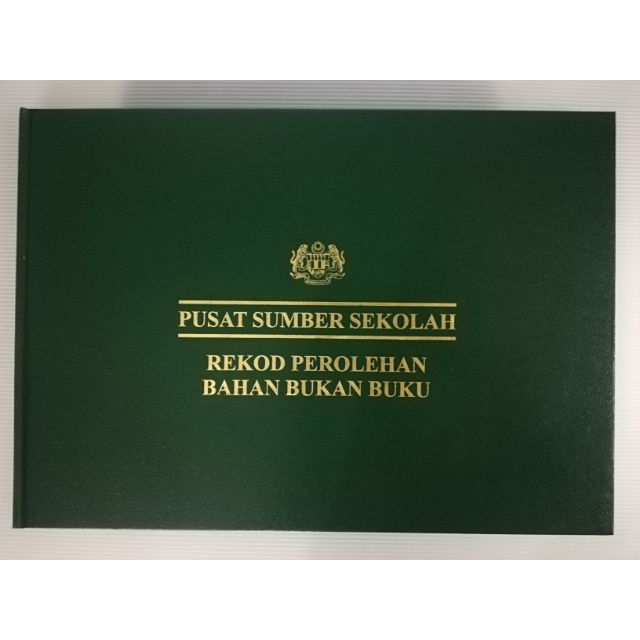 PUSAT SUMBER SEKOLAH
REKOD PEROLEHAN
BAHAN BUKAN BUKU